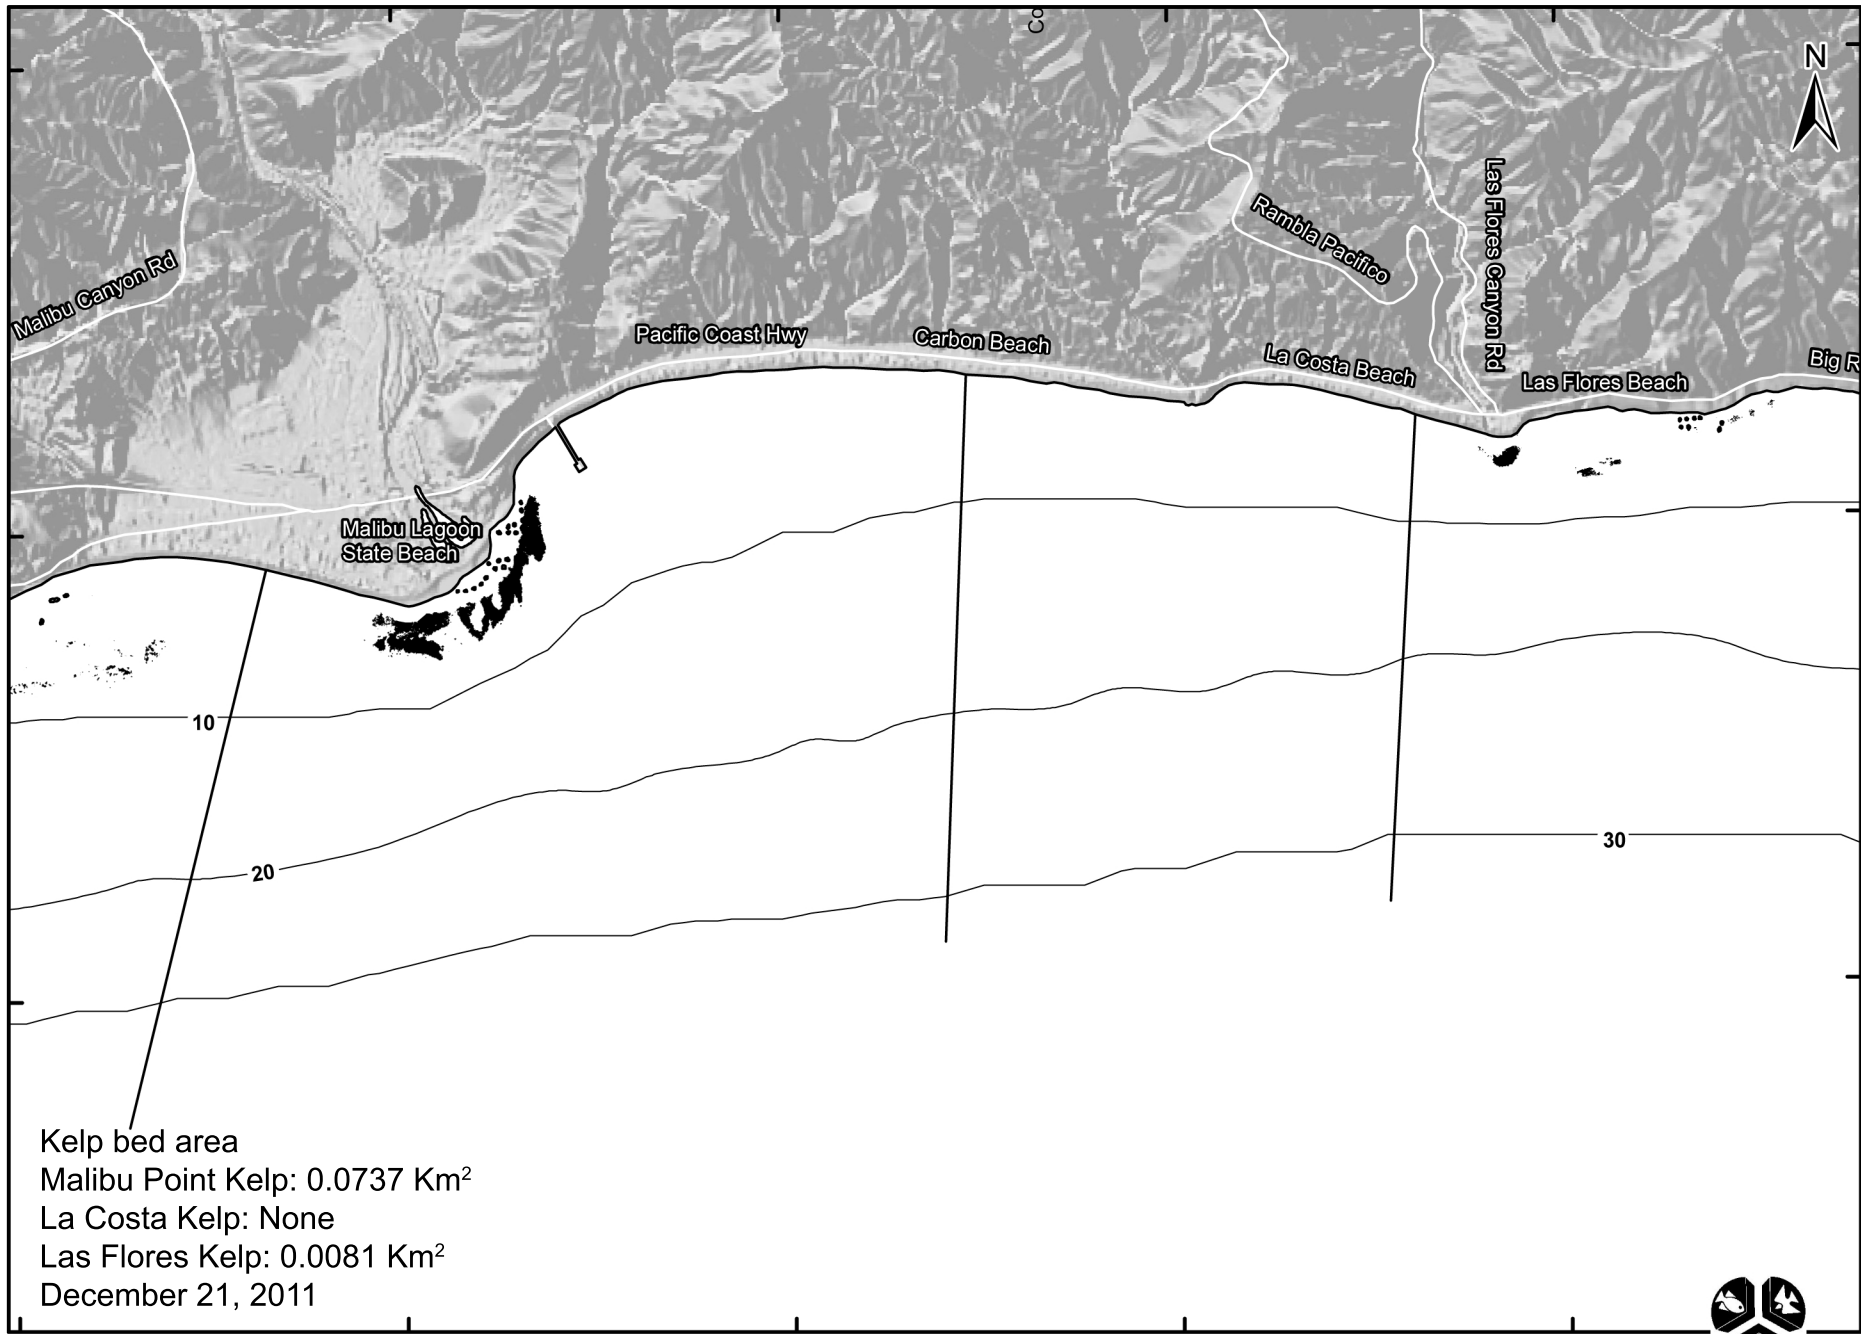 Co
N
Las Flores Canyon Rd
Rambla Pacifico
Malibu Canyon Rd
Pacific Coast Hwy
Carbon Beach
La Costa Beach
Las Flores Beach
Big R
Malibu Lagoon
State Beach
10
20
30
Kelp bed area
Malibu Point Kelp: 0.0737 Km²
La Costa Kelp: None
Las Flores Kelp: 0.0081 Km²
December 21, 2011